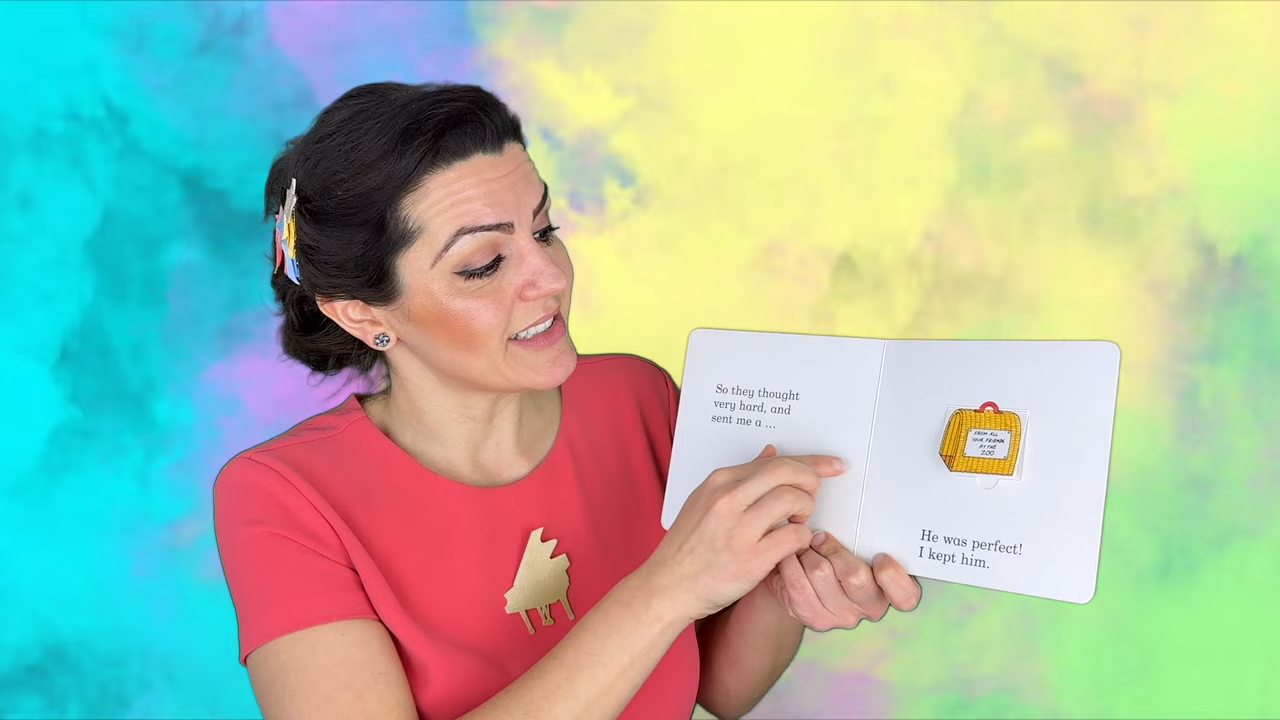 So they thought
very hard, and
sent me a ...
FROM ALL
YOUR FRIENDS
AT THE
ZOO
He was perfect!
I kept him.